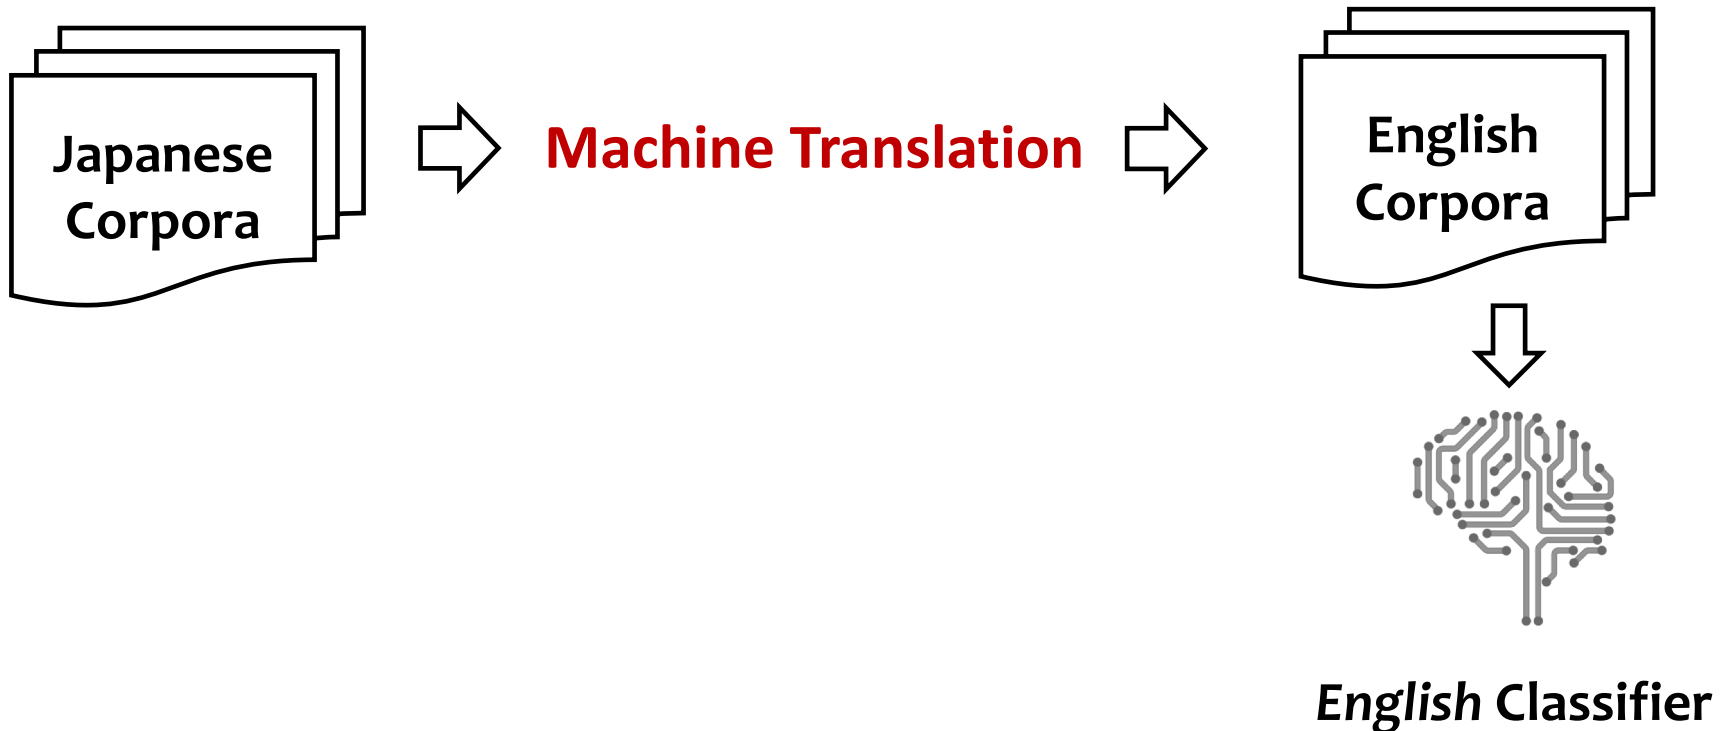 Japanese
Corpora
Machine Translation
English
Corpora
English Classifier